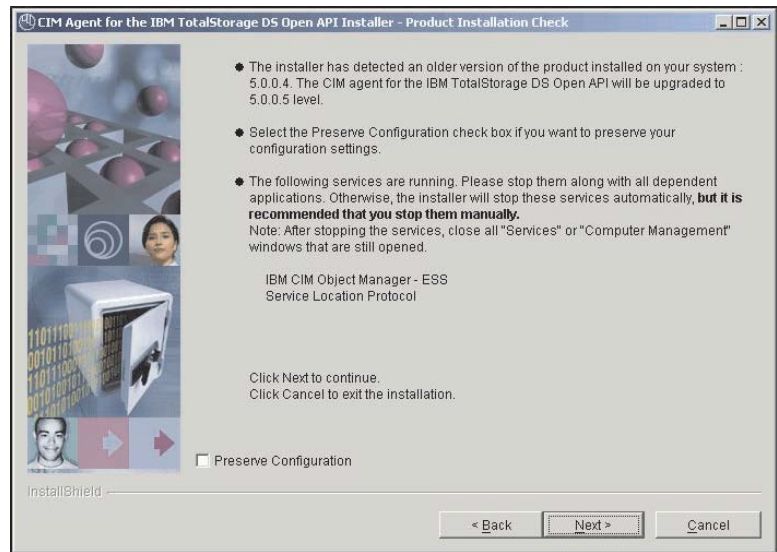 CIM Agent for the IBM TotalStorage DS Open API Installer - Product Installation Check
The installer has detected an older version of the product installed on your system :
5.0.0.4. The CIM agent for the IBM TotalStorage DS Open API will be upgraded to
5.0.0.5 level.
Select the Preserve Configuration check box if you want to preserve your
configuration settings.
The following services are running. Please stop them along with all dependent
applications. Otherwise, the installer will stop these services automatically, but it is
recommended that you stop them manually.
Note: After stopping the services, close all "Services" or "Computer Management"
windows that are still opened.
IBM CIM Object Manager - ESS
Service Location Protocol
Click Next to continue.
Click Cancel to exit the installation.
Preserve Configuration
InstallShield
< Back Next > Cancel